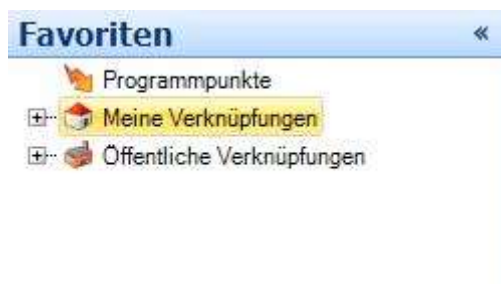 Favoriten «
Programmpunkte
Meine Verknüpfungen
Öffentliche Verknüpfungen